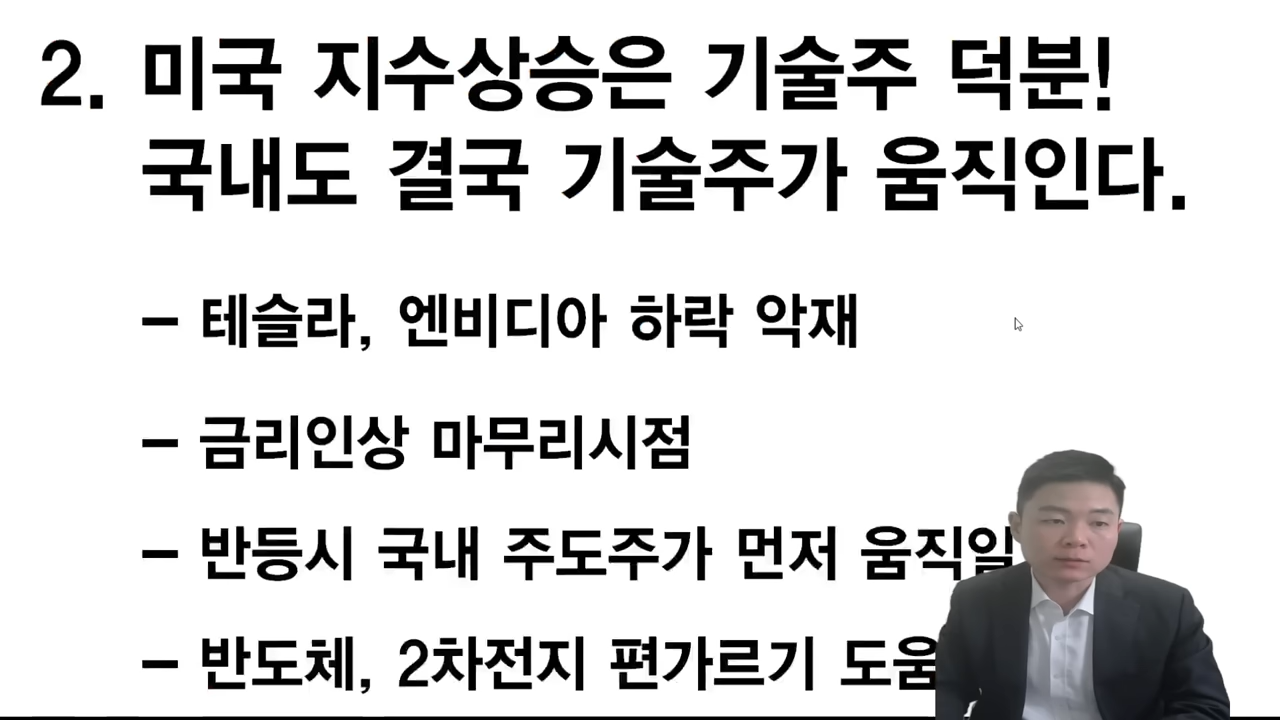 2. 미국 지수상승은 기술주 덕분!
국내도 결국 기술주가 움직인다.
– 테슬라, 엔비디아 하락 악재
– 금리인상 마무리시점
– 반등시 국내 주도주가 먼저 움직일
– 반도체, 2차전지 편가르기